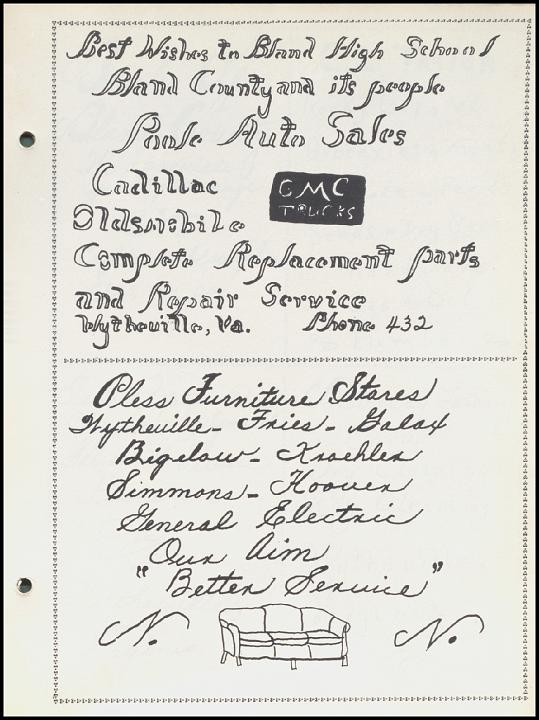 Best Wishes to Bland High School
Bland County and its people
Poole Auto Sales
Cadillac
GMC
TRUCKS
Oldsmobile
Complete Replacement parts
and Repair Service
Wytheville, Va. Phone 432
Pless Furniture Stores
Wytheville - Fries - Galax
Bigelow - Kroehler
Simmons - Hoover
General Electric
Our Aim
"Better Service"
N. N.